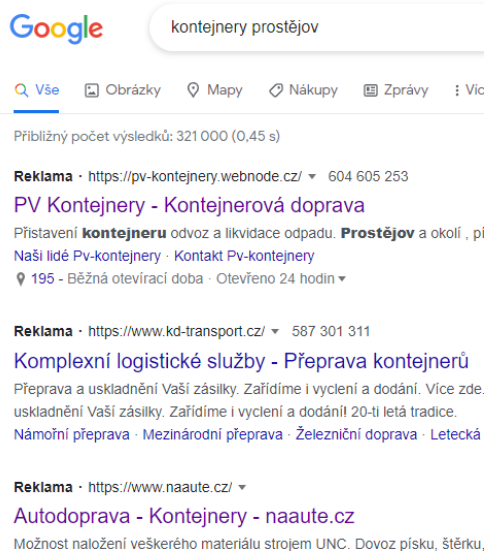 Google
kontejnery prostějov
Vše Obrázky Mapy Nákupy Zprávy Víc
Přibližný počet výsledků: 321 000 (0,45 s)
Reklama · https://pv-kontejnery.webnode.cz/ 604 605 253
PV Kontejnery - Kontejnerová doprava
Přistavení kontejneru odvoz a likvidace odpadu. Prostějov a okolí , př
Naši lidé Pv-kontejnery · Kontakt Pv-kontejnery
195 - Běžná otevírací doba · Otevřeno 24 hodin
Reklama · https://www.kd-transport.cz/ 587 301 311
Komplexní logistické služby - Přeprava kontejnerů
Přeprava a uskladnění Vaší zásilky. Zařídíme i vyclení a dodání. Více zde.
uskladnění Vaší zásilky. Zařídíme i vyclení a dodání! 20-ti letá tradice.
Námořní přeprava · Mezinárodní přeprava · Železniční doprava · Letecká
Reklama · https://www.naaute.cz/
Autodoprava - Kontejnery - naaute.cz
Možnost naložení veškerého materiálu strojem UNC. Dovoz písku, štěrku,